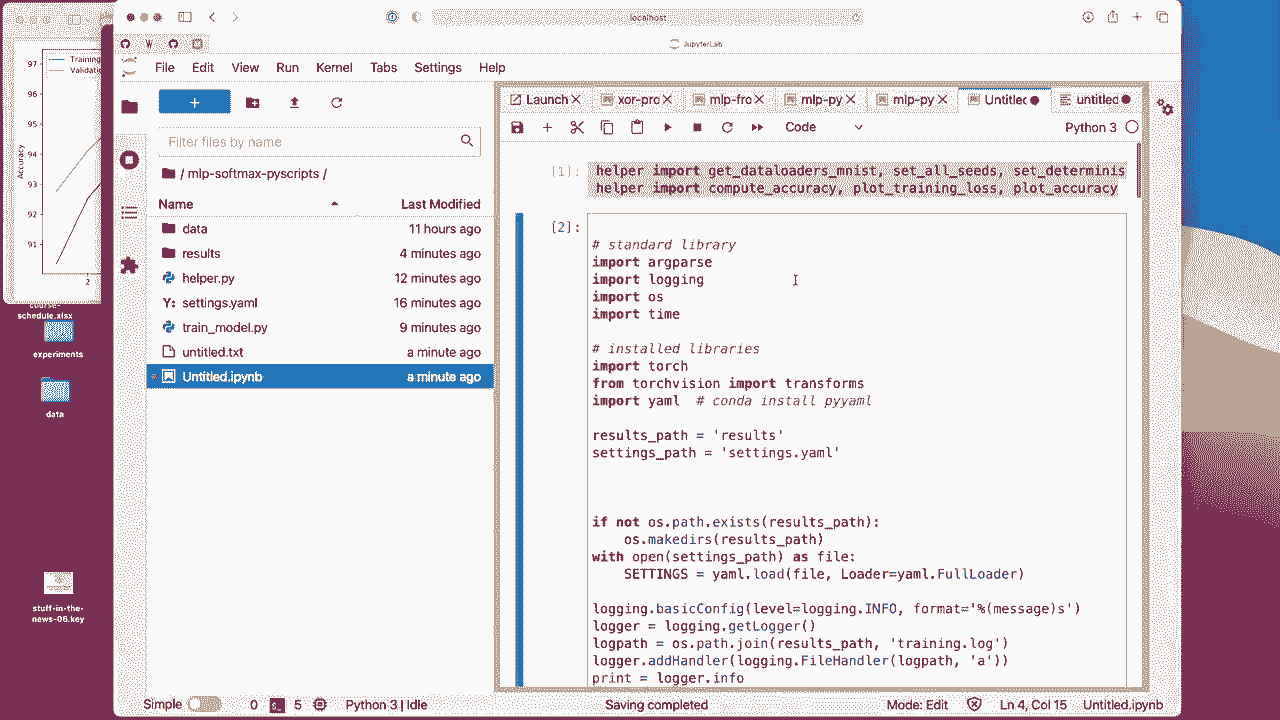 localhost
JupyterLab
File Edit View Run Kernel Tabs Settings Help
Training
Validatio
97
96
95
94
93
92
91
Accuracy
2
Launch
xor-pro
mlp-fro
mlp-py
mlp-py
Untitled
untitled
Filter files by name
Code
Python 3
/ mlp-softmax-pyscripts /
Name Last Modified
data 11 hours ago
results 4 minutes ago
helper.py 12 minutes ago
settings.yaml 16 minutes ago
train_model.py 9 minutes ago
untitled.txt a minute ago
Untitled.ipynb a minute ago
schedule.xlsx
experiments
data
stuff-in-the-
news-06.key
[1]:
helper import get_dataloaders_mnist, set_all_seeds, set_determinis
helper import compute_accuracy, plot_training_loss, plot_accuracy
[2]:
# standard library
import argparse
import logging
import os
import time
# installed libraries
import torch
from torchvision import transforms
import yaml  # conda install pyyaml
results_path = 'results'
settings_path = 'settings.yaml'
if not os.path.exists(results_path):
    os.makedirs(results_path)
with open(settings_path) as file:
    SETTINGS = yaml.load(file, Loader=yaml.FullLoader)
logging.basicConfig(level=logging.INFO, format='%(message)s')
logger = logging.getLogger()
logpath = os.path.join(results_path, 'training.log')
logger.addHandler(logging.FileHandler(logpath, 'a'))
print = logger.info
Simple 0 5 Python 3 | Idle Saving completed Mode: Edit Ln 4, Col 15 Untitled.ipynb